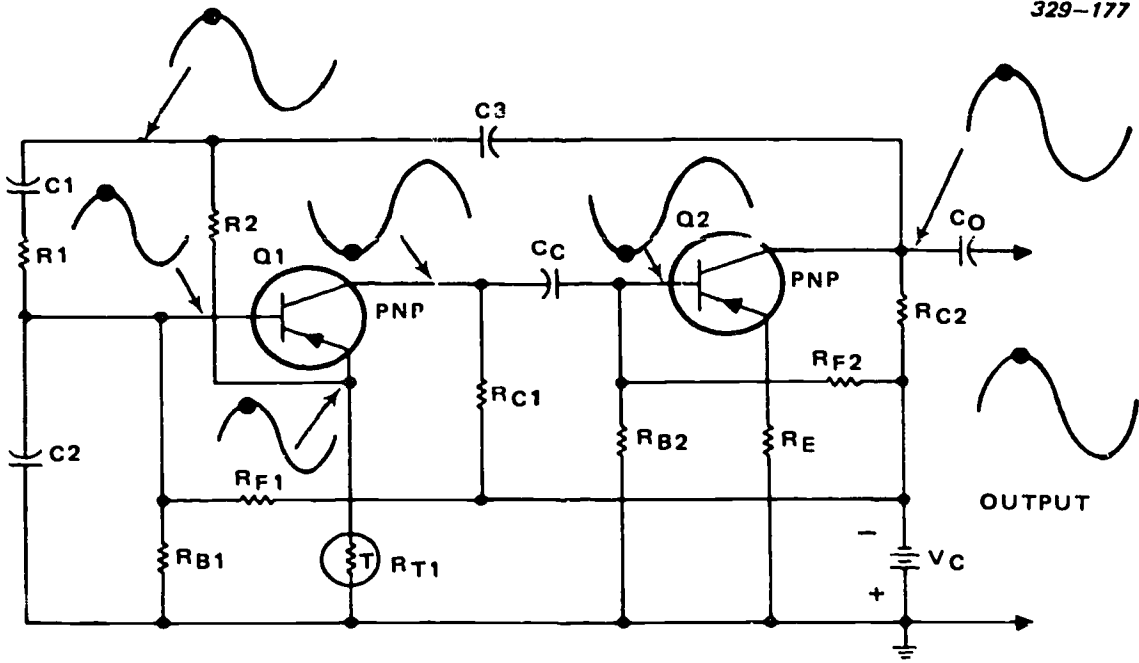 329–177
C3
C1
R1
R2
Q1
PNP
CC
Q2
PNP
CO
RC2
RF2
RC1
C2
RB2
RE
RF1
OUTPUT
RB1
T
RT1
−
VC
+